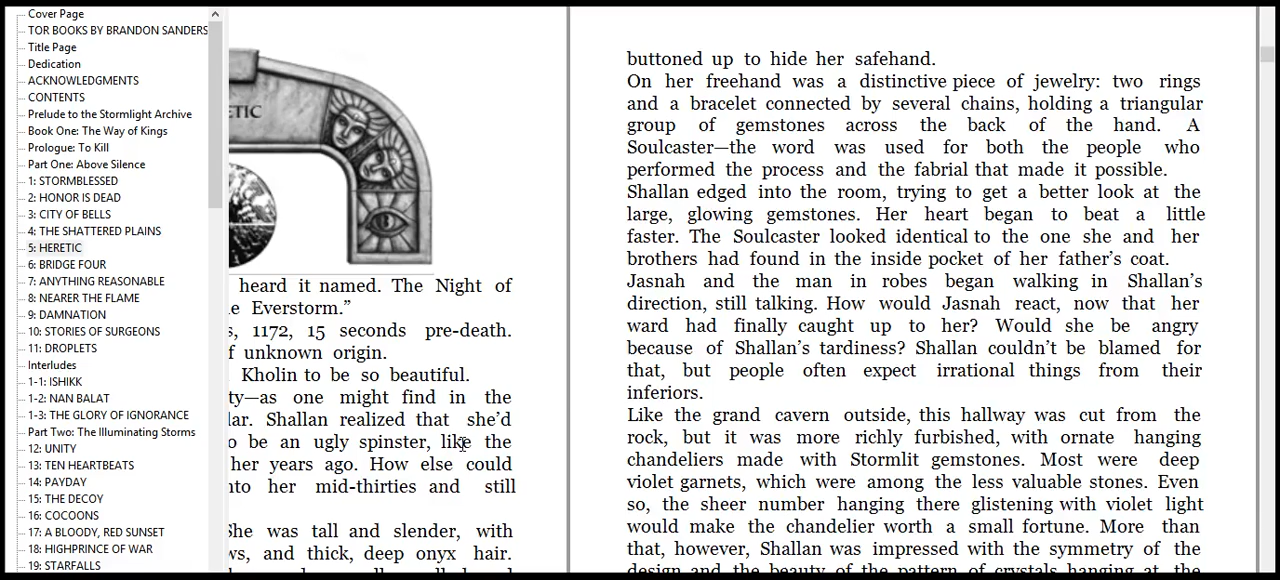 Cover Page
TOR BOOKS BY BRANDON SANDERS
Title Page
Dedication
ACKNOWLEDGMENTS
CONTENTS
Prelude to the Stormlight Archive
Book One: The Way of Kings
Prologue: To Kill
Part One: Above Silence
1: STORMBLESSED
2: HONOR IS DEAD
3: CITY OF BELLS
4: THE SHATTERED PLAINS
5: HERETIC
6: BRIDGE FOUR
7: ANYTHING REASONABLE
8: NEARER THE FLAME
9: DAMNATION
10: STORIES OF SURGEONS
11: DROPLETS
Interludes
1-1: ISHIKK
1-2: NAN BALAT
1-3: THE GLORY OF IGNORANCE
Part Two: The Illuminating Storms
12: UNITY
13: TEN HEARTBEATS
14: PAYDAY
15: THE DECOY
16: COCOONS
17: A BLOODY, RED SUNSET
18: HIGHPRINCE OF WAR
19: STARFALLS
ETIC
heard it named. The Night of
e Everstorm.”
s, 1172, 15 seconds pre-death.
f unknown origin.
Kholin to be so beautiful.
ty—as one might find in the
lar. Shallan realized that she’d
o be an ugly spinster, like the
her years ago. How else could
nto her mid-thirties and still
She was tall and slender, with
ws, and thick, deep onyx hair.
buttoned up to hide her safehand.
On her freehand was a distinctive piece of jewelry: two rings
and a bracelet connected by several chains, holding a triangular
group of gemstones across the back of the hand. A
Soulcaster—the word was used for both the people who
performed the process and the fabrial that made it possible.
Shallan edged into the room, trying to get a better look at the
large, glowing gemstones. Her heart began to beat a little
faster. The Soulcaster looked identical to the one she and her
brothers had found in the inside pocket of her father’s coat.
Jasnah and the man in robes began walking in Shallan’s
direction, still talking. How would Jasnah react, now that her
ward had finally caught up to her? Would she be angry
because of Shallan’s tardiness? Shallan couldn’t be blamed for
that, but people often expect irrational things from their
inferiors.
Like the grand cavern outside, this hallway was cut from the
rock, but it was more richly furbished, with ornate hanging
chandeliers made with Stormlit gemstones. Most were deep
violet garnets, which were among the less valuable stones. Even
so, the sheer number hanging there glistening with violet light
would make the chandelier worth a small fortune. More than
that, however, Shallan was impressed with the symmetry of the
design and the beauty of the pattern of crystals hanging at the